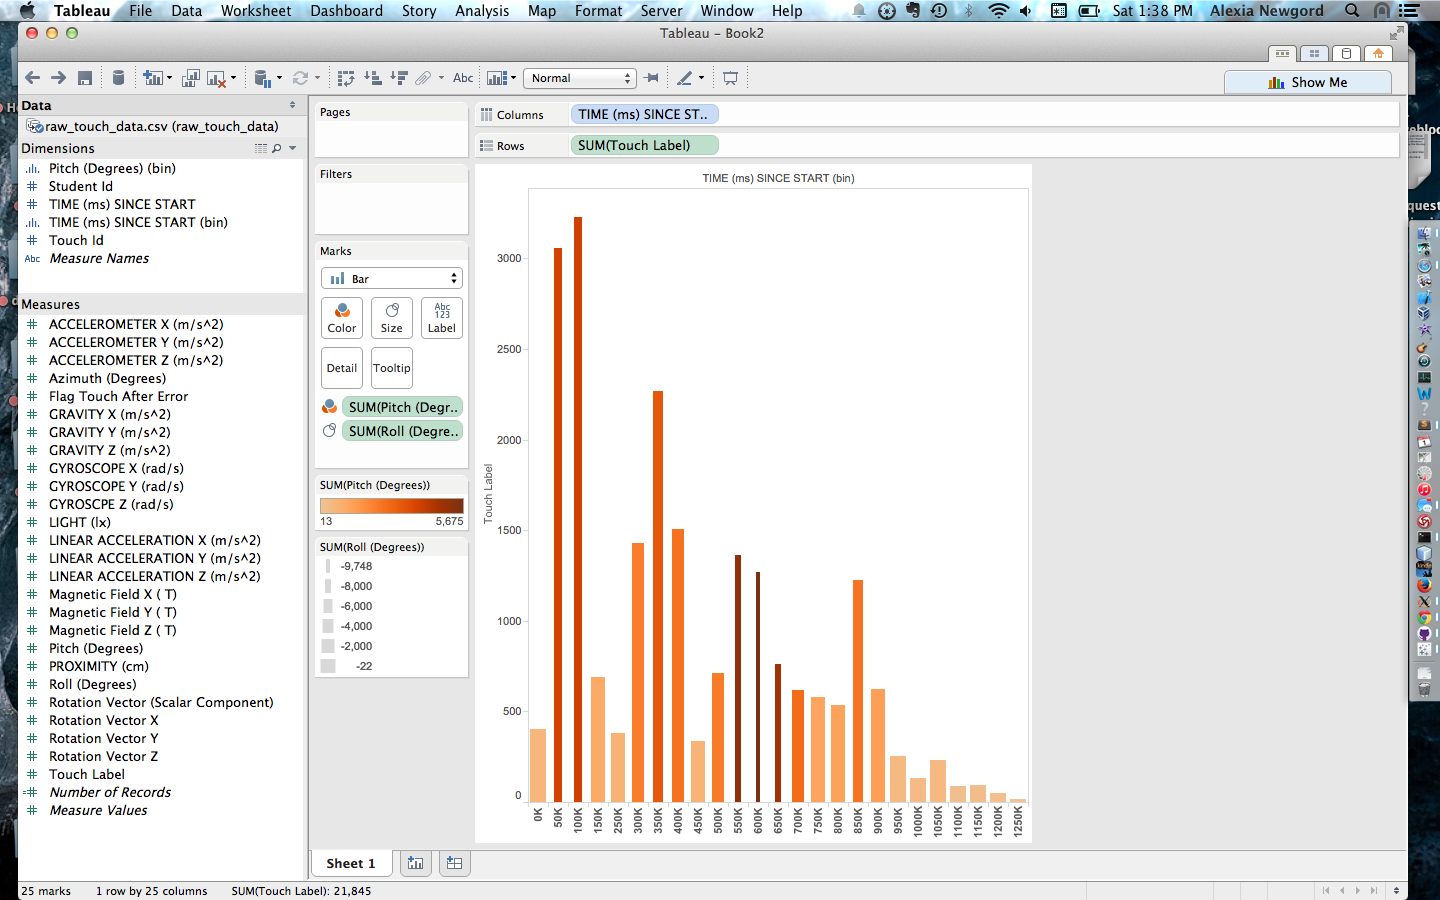 Tableau File Data Worksheet Dashboard Story Analysis Map Format Server Window Help Sat 1:38 PM Alexia Newgord
Tableau - Book2
Abc Normal Show Me
Data
raw_touch_data.csv (raw_touch_data)
Dimensions
Pitch (Degrees) (bin)
Student Id
TIME (ms) SINCE START
TIME (ms) SINCE START (bin)
Touch Id
Abc Measure Names
Measures
ACCELEROMETER X (m/s^2)
ACCELEROMETER Y (m/s^2)
ACCELEROMETER Z (m/s^2)
Azimuth (Degrees)
Flag Touch After Error
GRAVITY X (m/s^2)
GRAVITY Y (m/s^2)
GRAVITY Z (m/s^2)
GYROSCOPE X (rad/s)
GYROSCOPE Y (rad/s)
GYROSCPE Z (rad/s)
LIGHT (lx)
LINEAR ACCELERATION X (m/s^2)
LINEAR ACCELERATION Y (m/s^2)
LINEAR ACCELERATION Z (m/s^2)
Magnetic Field X ( T)
Magnetic Field Y ( T)
Magnetic Field Z ( T)
Pitch (Degrees)
PROXIMITY (cm)
Roll (Degrees)
Rotation Vector (Scalar Component)
Rotation Vector X
Rotation Vector Y
Rotation Vector Z
Touch Label
Number of Records
Measure Values
Pages
Filters
Marks
Bar
Color Size Abc 123 Label
Detail Tooltip
SUM(Pitch (Degr..
SUM(Roll (Degre..
SUM(Pitch (Degrees))
13 5,675
SUM(Roll (Degrees))
-9,748
-8,000
-6,000
-4,000
-2,000
-22
Columns TIME (ms) SINCE ST..
Rows SUM(Touch Label)
TIME (ms) SINCE START (bin)
Touch Label
3000
2500
2000
1500
1000
500
0
0K 50K 100K 150K 250K 300K 350K 400K 450K 500K 550K 600K 650K 700K 750K 800K 850K 900K 950K 1000K 1050K 1100K 1150K 1200K 1250K
Sheet 1
25 marks 1 row by 25 columns SUM(Touch Label): 21,845